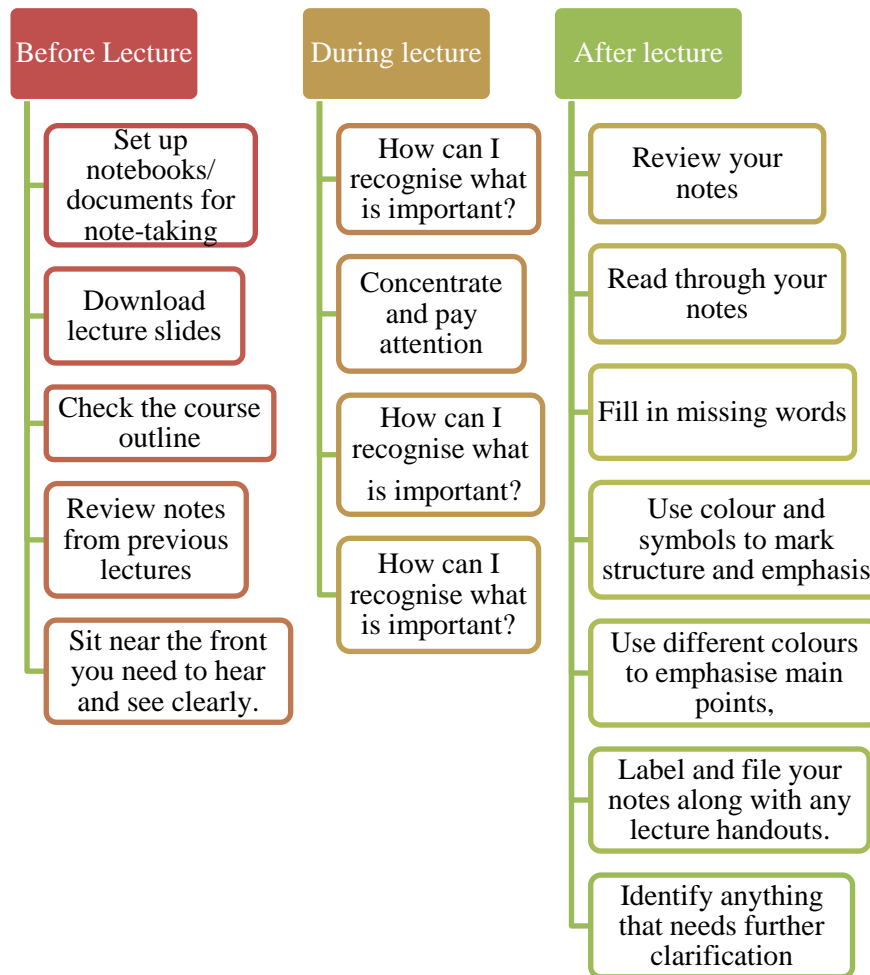 Before Lecture
Set up
notebooks/
documents for
note-taking
Download
lecture slides
Check the course
outline
Review notes
from previous
lectures
Sit near the front
you need to hear
and see clearly.
During lecture
How can I
recognise what
is important?
Concentrate
and pay
attention
How can I
recognise what
is important?
How can I
recognise what
is important?
After lecture
Review your
notes
Read through your
notes
Fill in missing words
Use colour and
symbols to mark
structure and emphasis
Use different colours
to emphasise main
points,
Label and file your
notes along with any
lecture handouts.
Identify anything
that needs further
clarification